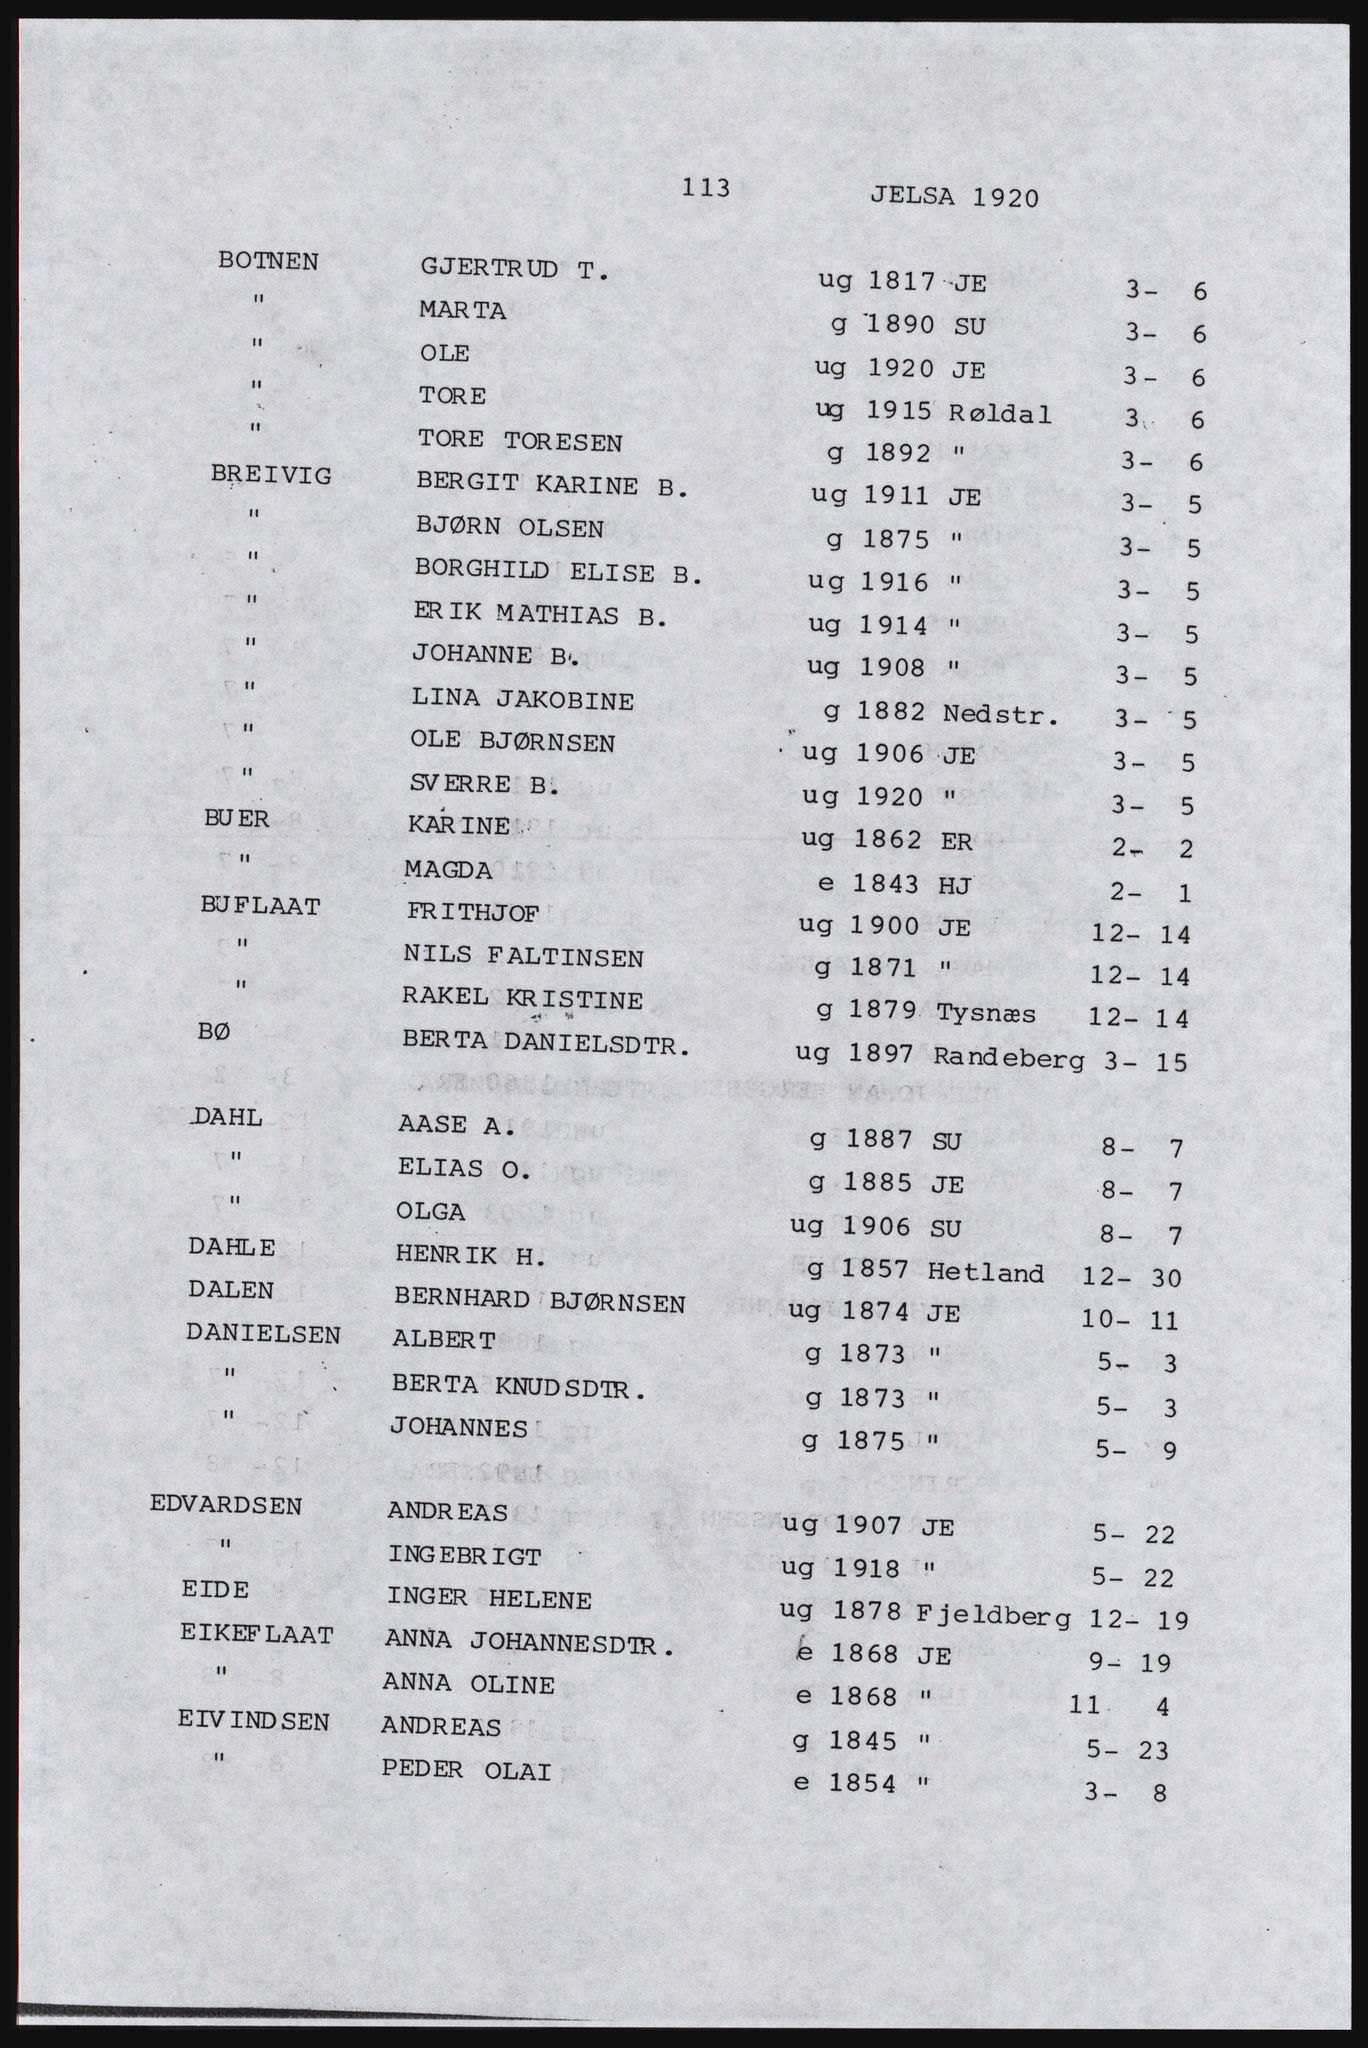 113 JELSA 1920
BOTNEN GJERTRUD T. ug 1817 JE 3- 6
" MARTA g 1890 SU 3- 6
" OLE ug 1920 JE 3- 6
" TORE ug 1915 Røldal 3 6
" TORE TORESEN g 1892 " 3- 6
BREIVIG BERGIT KARINE B. ug 1911 JE 3- 5
" BJØRN OLSEN g 1875 " 3- 5
" BORGHILD ELISE B. ug 1916 " 3- 5
" ERIK MATHIAS B. ug 1914 " 3- 5
" JOHANNE B. ug 1908 " 3- 5
" LINA JAKOBINE g 1882 Nedstr. 3- 5
" OLE BJØRNSEN ug 1906 JE 3- 5
" SVERRE B. ug 1920 " 3- 5
BUER KARINE ug 1862 ER 2- 2
" MAGDA e 1843 HJ 2- 1
BUFLAAT FRITHJOF ug 1900 JE 12- 14
" NILS FALTINSEN g 1871 " 12- 14
" RAKEL KRISTINE g 1879 Tysnæs 12- 14
BØ BERTA DANIELSDTR. ug 1897 Randeberg 3- 15
DAHL AASE A. g 1887 SU 8- 7
" ELIAS O. g 1885 JE 8- 7
" OLGA ug 1906 SU 8- 7
DAHLE HENRIK H. g 1857 Hetland 12- 30
DALEN BERNHARD BJØRNSEN ug 1874 JE 10- 11
DANIELSEN ALBERT g 1873 " 5- 3
" BERTA KNUDSDTR. g 1873 " 5- 3
" JOHANNES g 1875 " 5- 9
EDVARDSEN ANDREAS ug 1907 JE 5- 22
" INGEBRIGT ug 1918 " 5- 22
EIDE INGER HELENE ug 1878 Fjeldberg 12- 19
EIKEFLAAT ANNA JOHANNESDTR. e 1868 JE 9- 19
" ANNA OLINE e 1868 " 11 4
EIVINDSEN ANDREAS g 1845 " 5- 23
" PEDER OLAI e 1854 " 3- 8